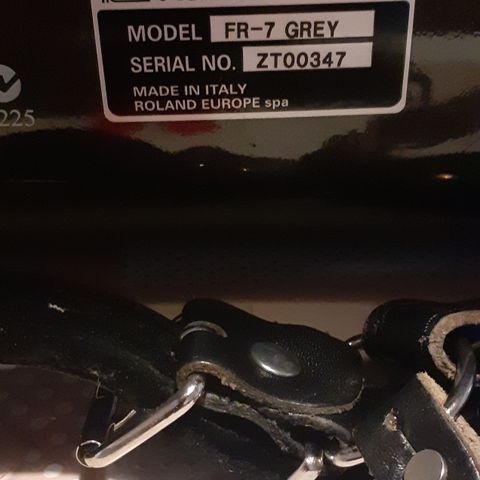 MODEL FR-7 GREY
SERIAL NO. ZT00347
MADE IN ITALY
ROLAND EUROPE spa
225